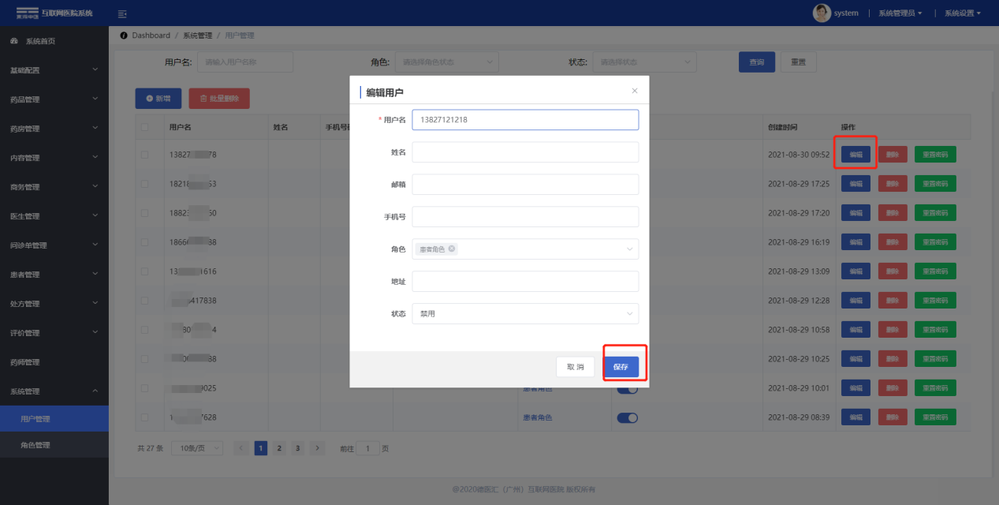 互联网医院系统
system | 系统管理员 | 系统设置
系统首页
基础配置
药品管理
药房管理
内容管理
商务管理
医生管理
问诊单管理
患者管理
处方管理
评价管理
药师管理
系统管理
用户管理
角色管理
Dashboard / 系统管理 / 用户管理
用户名: 请输入用户名称 角色: 请选择角色状态 状态: 请选择状态 查询 重置
新增 批量删除
用户名 姓名 手机号 创建时间 操作
13827 78 2021-08-30 09:52 编辑 删除 重置密码
1821 53 2021-08-29 17:25 编辑 删除 重置密码
1882 60 2021-08-29 17:20 编辑 删除 重置密码
1866 38 2021-08-29 16:19 编辑 删除 重置密码
13 1616 2021-08-29 13:09 编辑 删除 重置密码
417838 2021-08-29 12:28 编辑 删除 重置密码
80 4 2021-08-29 10:58 编辑 删除 重置密码
38 2021-08-29 10:25 编辑 删除 重置密码
9025 患者角色 2021-08-29 10:01 编辑 删除 重置密码
1 7628 患者角色 2021-08-29 08:39 编辑 删除 重置密码
共 27 条 10条/页 < 1 2 3 > 前往 1 页
@2020德医汇（广州）互联网医院 版权所有
编辑用户 ×
* 用户名 13827121218
姓名
邮箱
手机号
角色 患者角色
地址
状态 禁用
取 消 保存